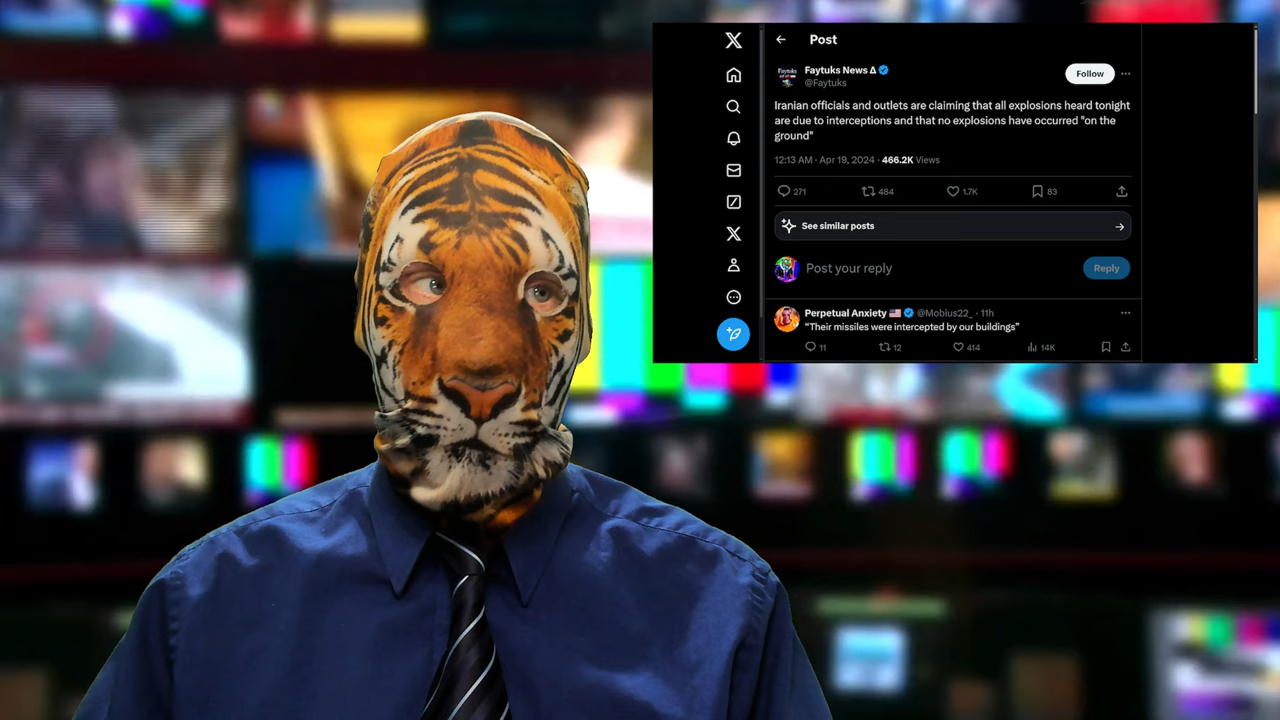 Post
Faytuks News Δ
@Faytuks
Follow
Iranian officials and outlets are claiming that all explosions heard tonight
are due to interceptions and that no explosions have occurred "on the
ground"
12:13 AM · Apr 19, 2024 · 466.2K Views
271 484 1.7K 83
See similar posts
Post your reply
Reply
Perpetual Anxiety 🇺🇸 @Mobius22_ · 11h
“Their missiles were intercepted by our buildings”
11 12 414 14K